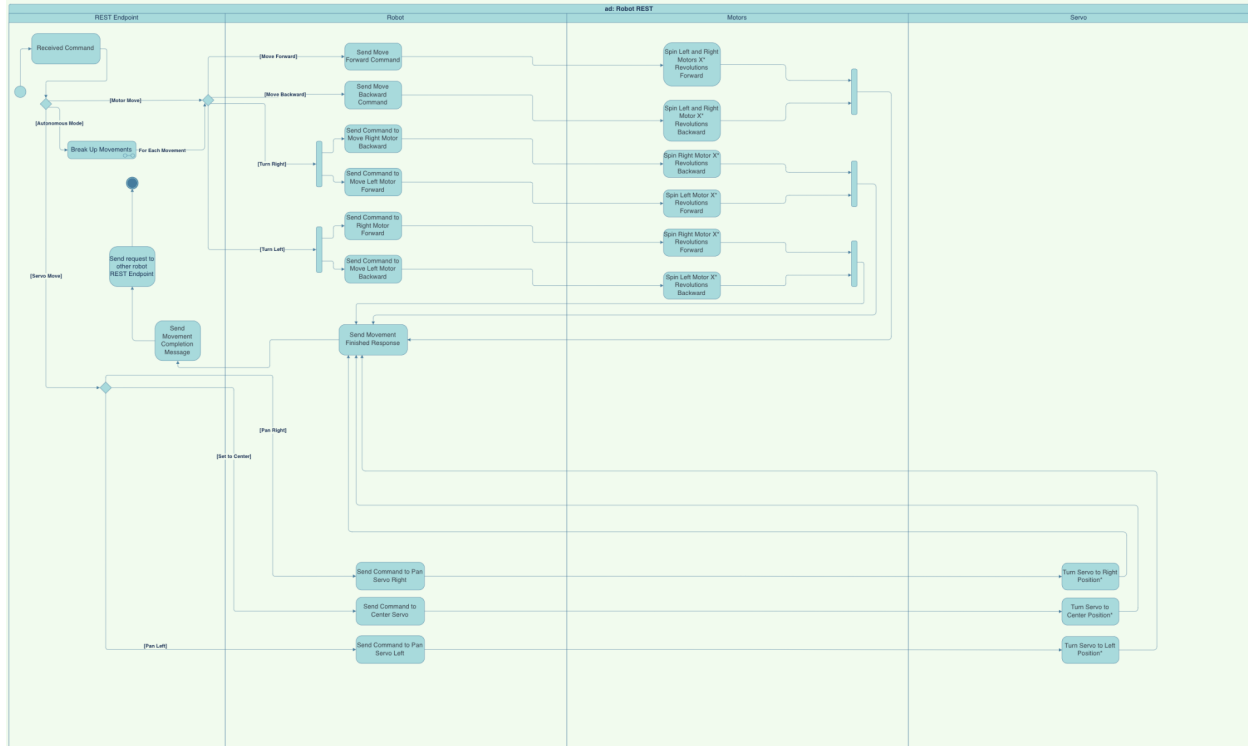 ad: Robot REST
REST Endpoint
Robot
Motors
Servo
Received Command
[Motor Move]
[Autonomous Mode]
Break Up Movements
For Each Movement
[Servo Move]
Send request to
other robot
REST Endpoint
Send
Movement
Completion
Message
[Move Forward]
[Move Backward]
[Turn Right]
[Turn Left]
Send Move
Forward Command
Send Move
Backward
Command
Send Command to
Move Right Motor
Backward
Send Command to
Move Left Motor
Forward
Send Command to
Right Motor
Forward
Send Command to
Move Left Motor
Backward
Send Movement
Finished Response
Spin Left and Right
Motors X"
Revolutions
Forward
Spin Left and Right
Motor X"
Revolutions
Backward
Spin Right Motor X"
Revolutions
Backward
Spin Left Motor X"
Revolutions
Forward
Spin Right Motor X"
Revolutions
Forward
Spin Left Motor X"
Revolutions
Backward
[Pan Right]
[Set to Center]
[Pan Left]
Send Command to Pan
Servo Right
Send Command to
Center Servo
Send Command to Pan
Servo Left
Turn Servo to Right
Position"
Turn Servo to
Center Position"
Turn Servo to Left
Position"